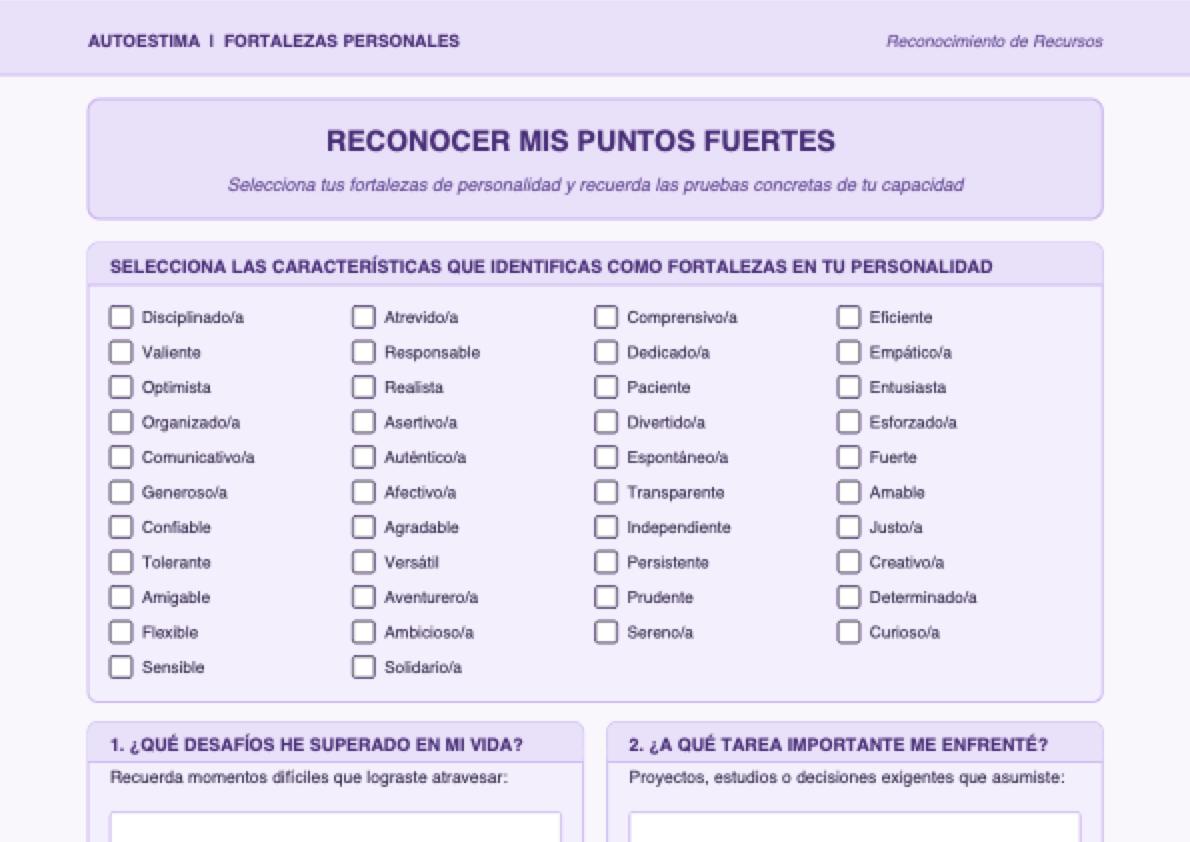 AUTOESTIMA | FORTALEZAS PERSONALES
Reconocimiento de Recursos
RECONOCER MIS PUNTOS FUERTES
Selecciona tus fortalezas de personalidad y recuerda las pruebas concretas de tu capacidad
SELECCIONA LAS CARACTERÍSTICAS QUE IDENTIFICAS COMO FORTALEZAS EN TU PERSONALIDAD
Disciplinado/a Atrevido/a Comprensivo/a Eficiente
Valiente Responsable Dedicado/a Empático/a
Optimista Realista Paciente Entusiasta
Organizado/a Asertivo/a Divertido/a Esforzado/a
Comunicativo/a Auténtico/a Espontáneo/a Fuerte
Generoso/a Afectivo/a Transparente Amable
Confiable Agradable Independiente Justo/a
Tolerante Versátil Persistente Creativo/a
Amigable Aventurero/a Prudente Determinado/a
Flexible Ambicioso/a Sereno/a Curioso/a
Sensible Solidario/a
1. ¿QUÉ DESAFÍOS HE SUPERADO EN MI VIDA?
Recuerda momentos difíciles que lograste atravesar:
2. ¿A QUÉ TAREA IMPORTANTE ME ENFRENTÉ?
Proyectos, estudios o decisiones exigentes que asumiste: